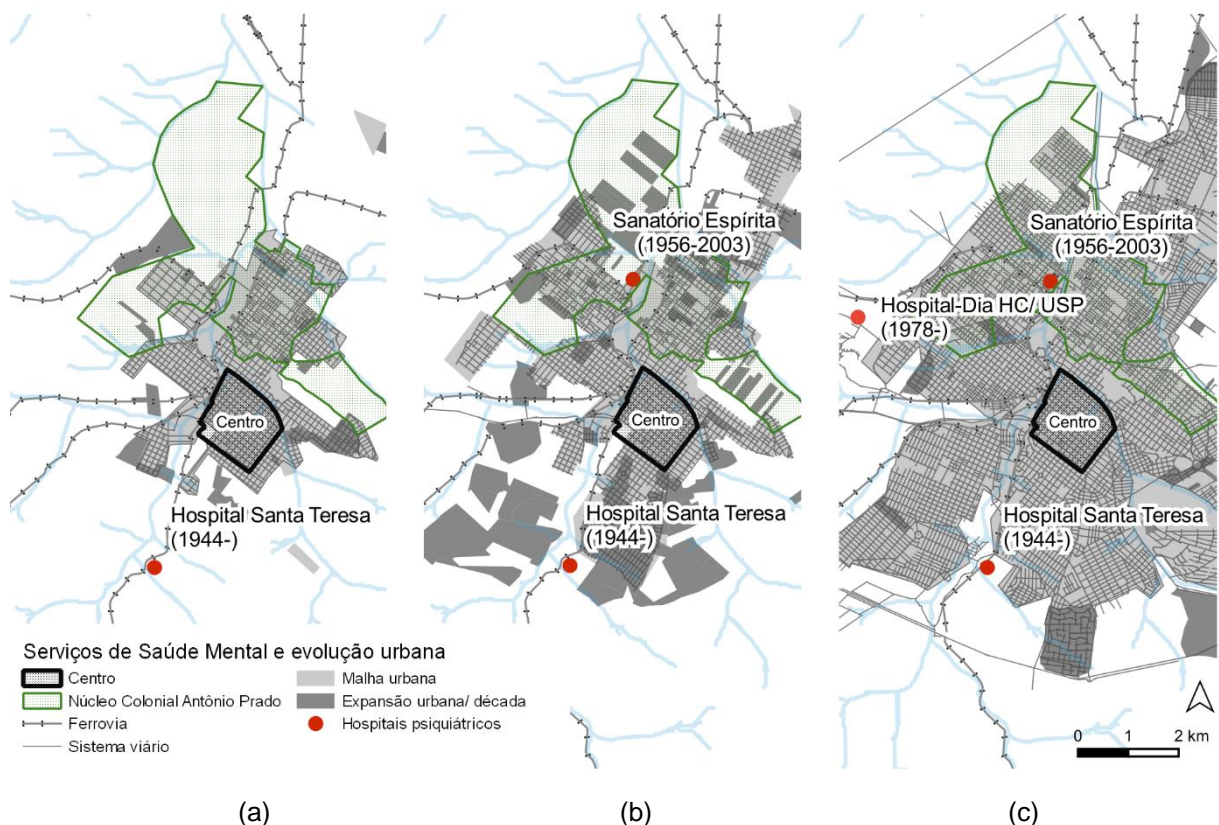 Centro
Hospital Santa Teresa
(1944-)
Sanatório Espírita
(1956-2003)
Centro
Hospital Santa Teresa
(1944-)
Sanatório Espírita
(1956-2003)
Hospital-Dia HC/ USP
(1978-)
Centro
Hospital Santa Teresa
(1944-)
Serviços de Saúde Mental e evolução urbana
Centro
Núcleo Colonial Antônio Prado
Ferrovia
Sistema viário
Malha urbana
Expansão urbana/ década
Hospitais psiquiátricos
0 1 2 km
(a) (b) (c)